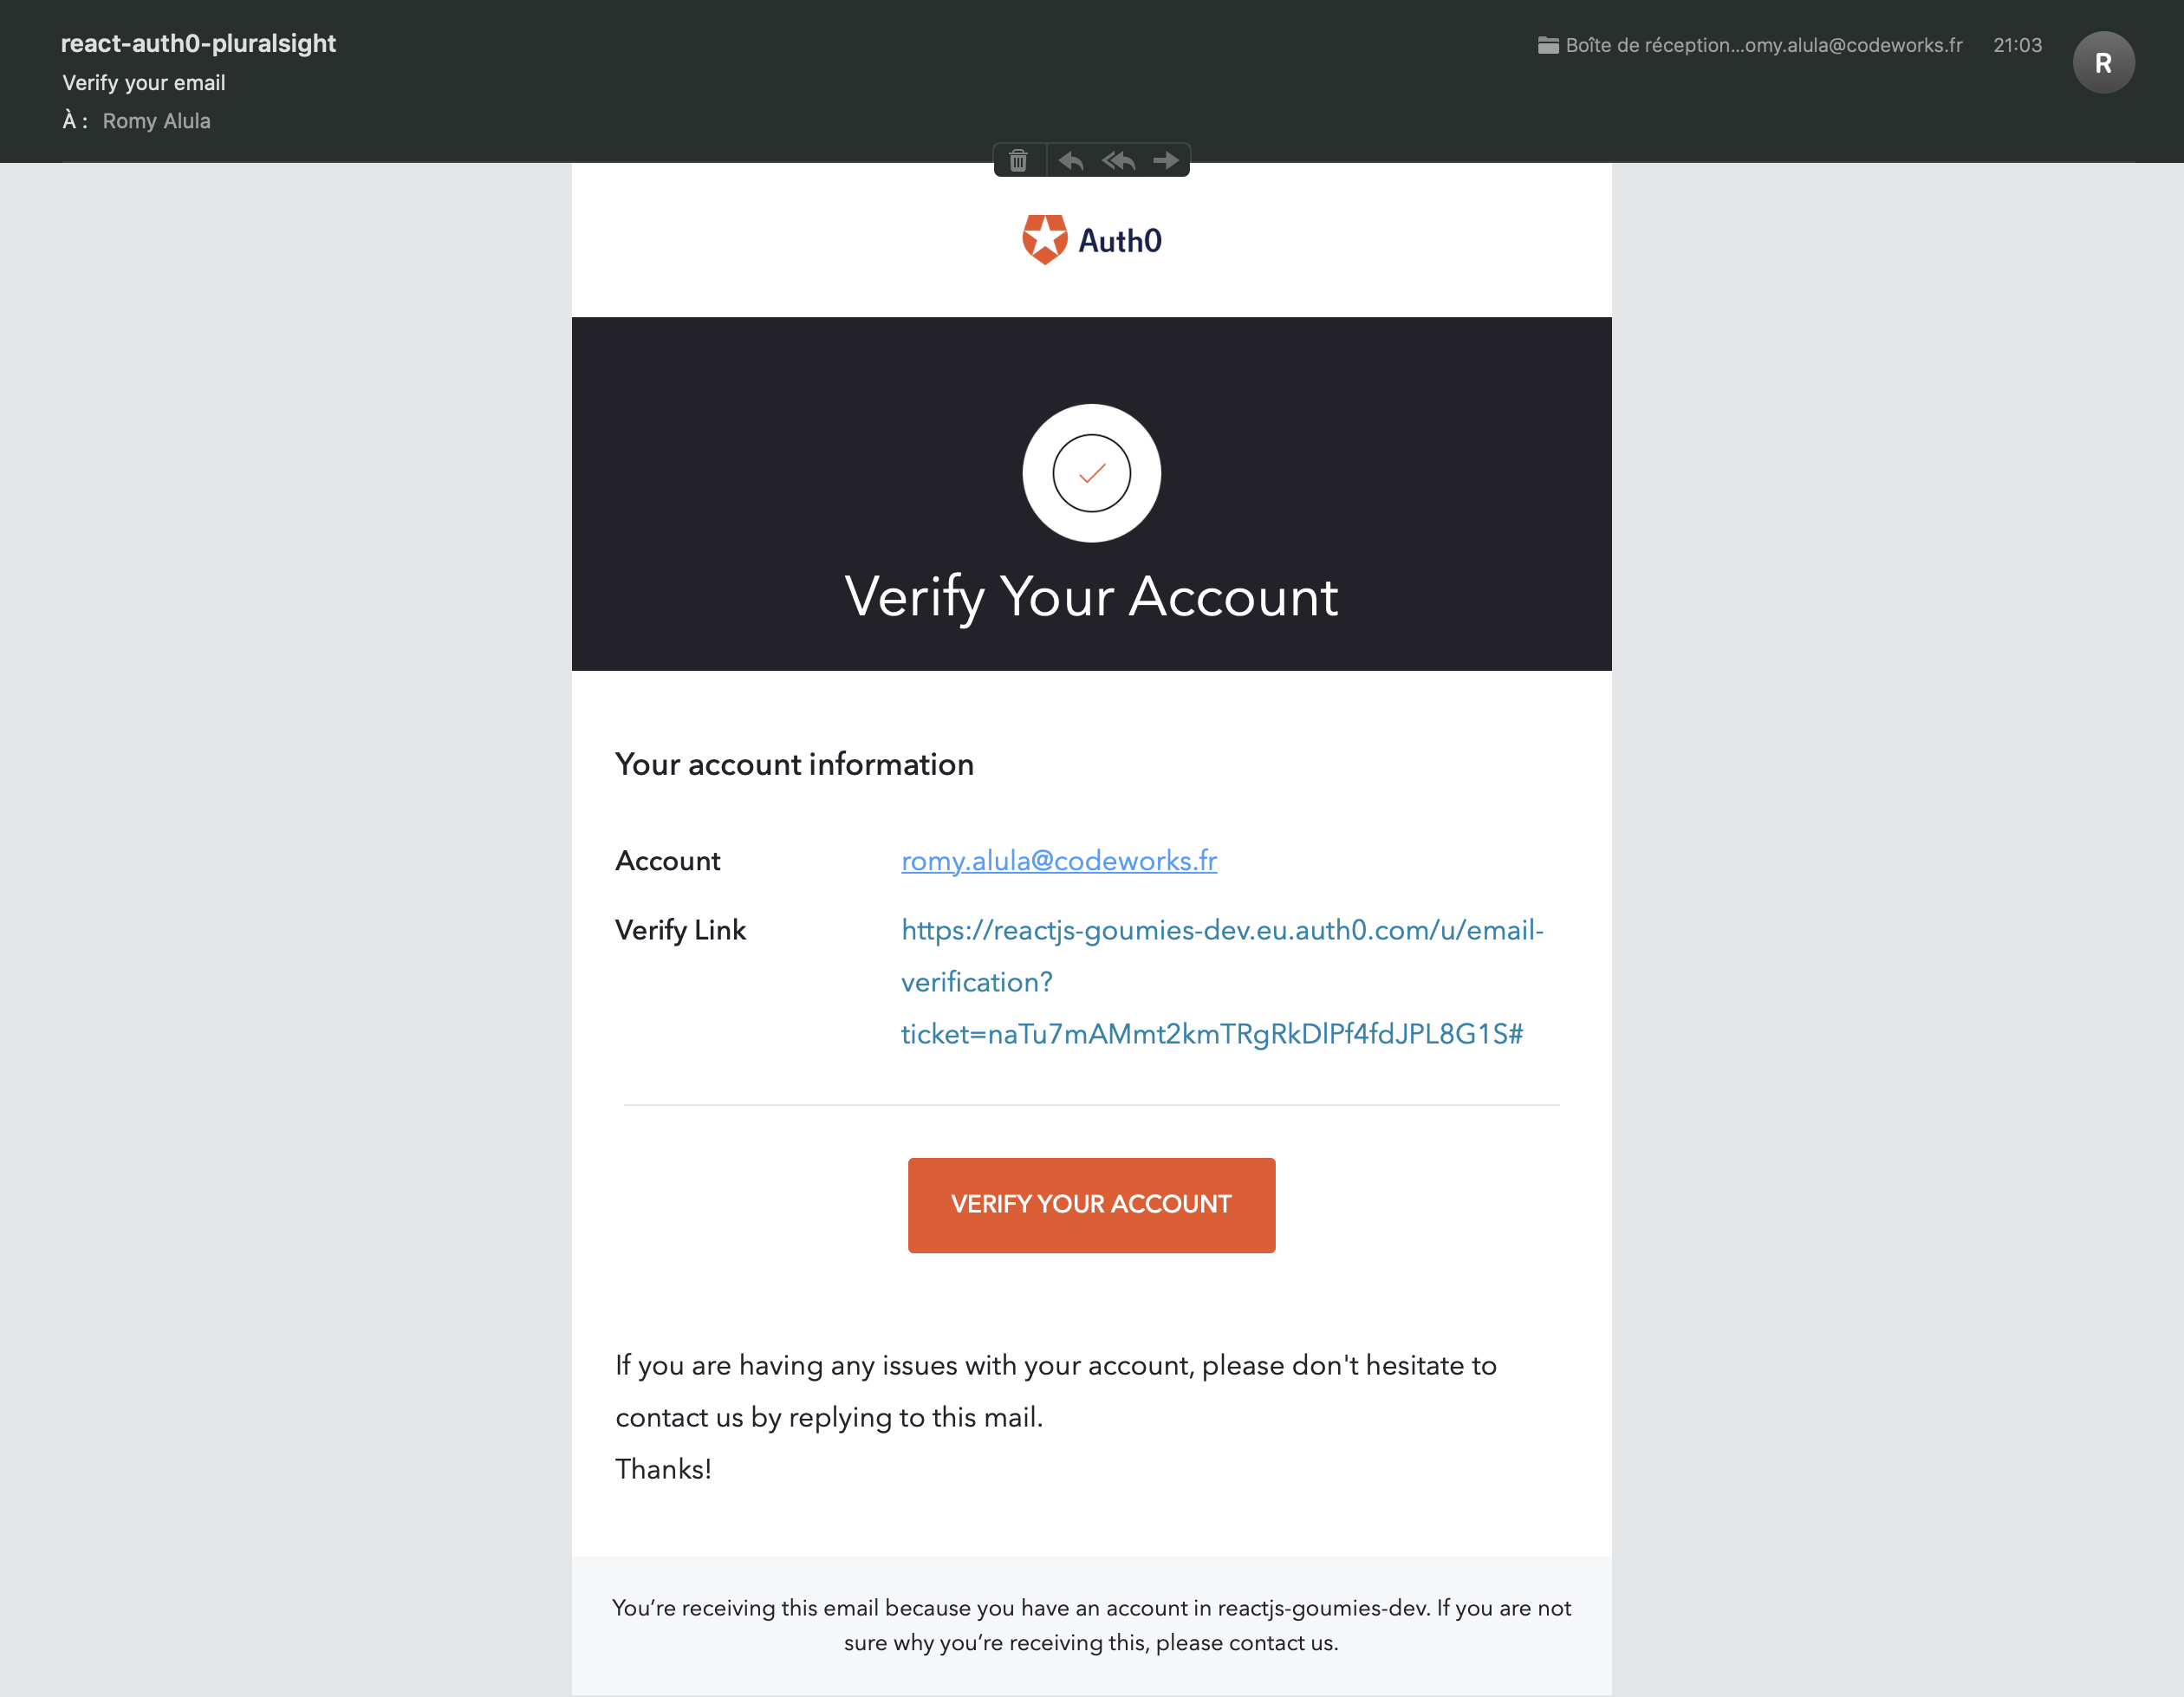 react-auth0-pluralsight
Boîte de réception...omy.alula@codeworks.fr 21:03
R
Verify your email
À : Romy Alula
Auth0
Verify Your Account
Your account information
Account romy.alula@codeworks.fr
Verify Link https://reactjs-goumies-dev.eu.auth0.com/u/email-
verification?
ticket=naTu7mAMmt2kmTRgRkDlPf4fdJPL8G1S#
VERIFY YOUR ACCOUNT
If you are having any issues with your account, please don't hesitate to
contact us by replying to this mail.
Thanks!
You’re receiving this email because you have an account in reactjs-goumies-dev. If you are not
sure why you’re receiving this, please contact us.